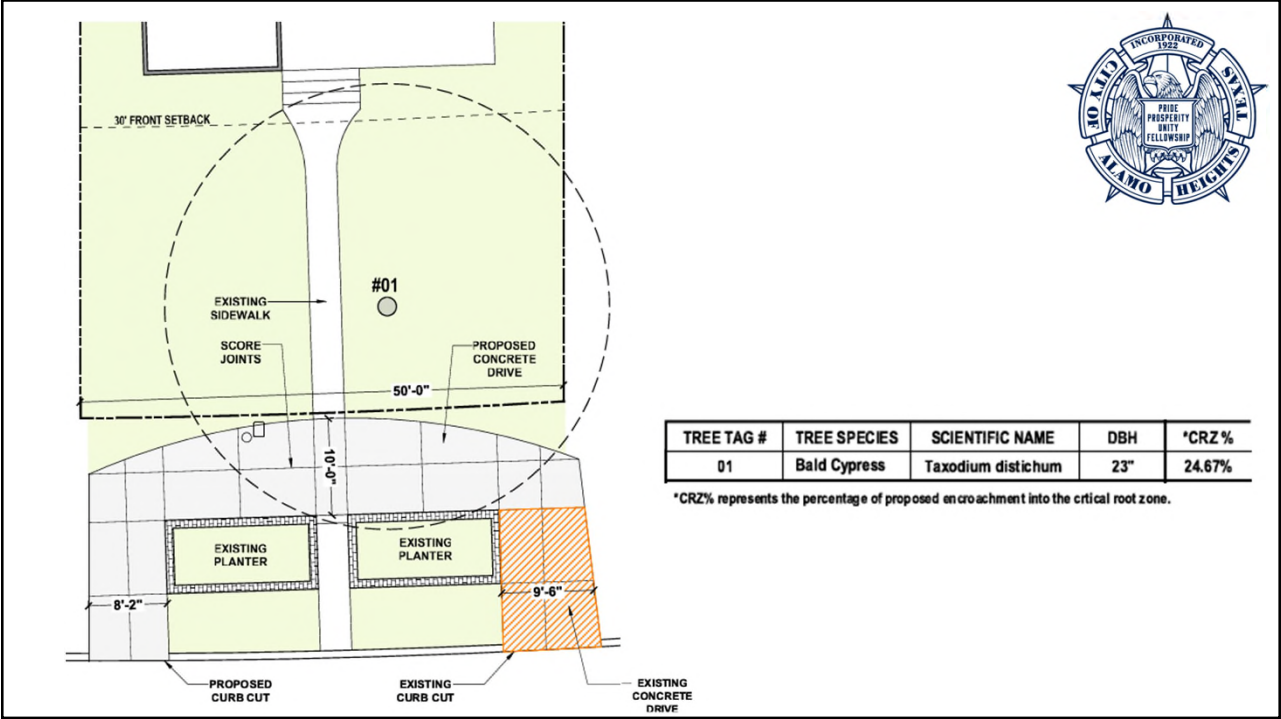 INCORPORATED
1922
CITY OF
TEXAS
PRIDE
PROSPERITY
UNITY
FELLOWSHIP
ALAMO
HEIGHTS
30' FRONT SETBACK
#01
EXISTING
SIDEWALK
SCORE
JOINTS
PROPOSED
CONCRETE
DRIVE
50'-0"
10'-0"
EXISTING
PLANTER
EXISTING
PLANTER
8'-2"
9'-6"
PROPOSED
CURB CUT
EXISTING
CURB CUT
EXISTING
CONCRETE
DRIVE
TREE TAG # TREE SPECIES SCIENTIFIC NAME DBH *CRZ %
01 Bald Cypress Taxodium distichum 23" 24.67%
*CRZ% represents the percentage of proposed encroachment into the crtical root zone.